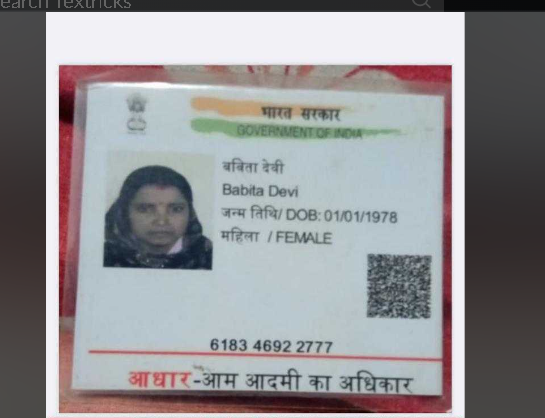 earch Textricks
भारत सरकार
GOVERNMENT OF INDIA
बबिता देवी
Babita Devi
जन्म तिथि/ DOB: 01/01/1978
महिला / FEMALE
6183 4692 2777
आधार-आम आदमी का अधिकार